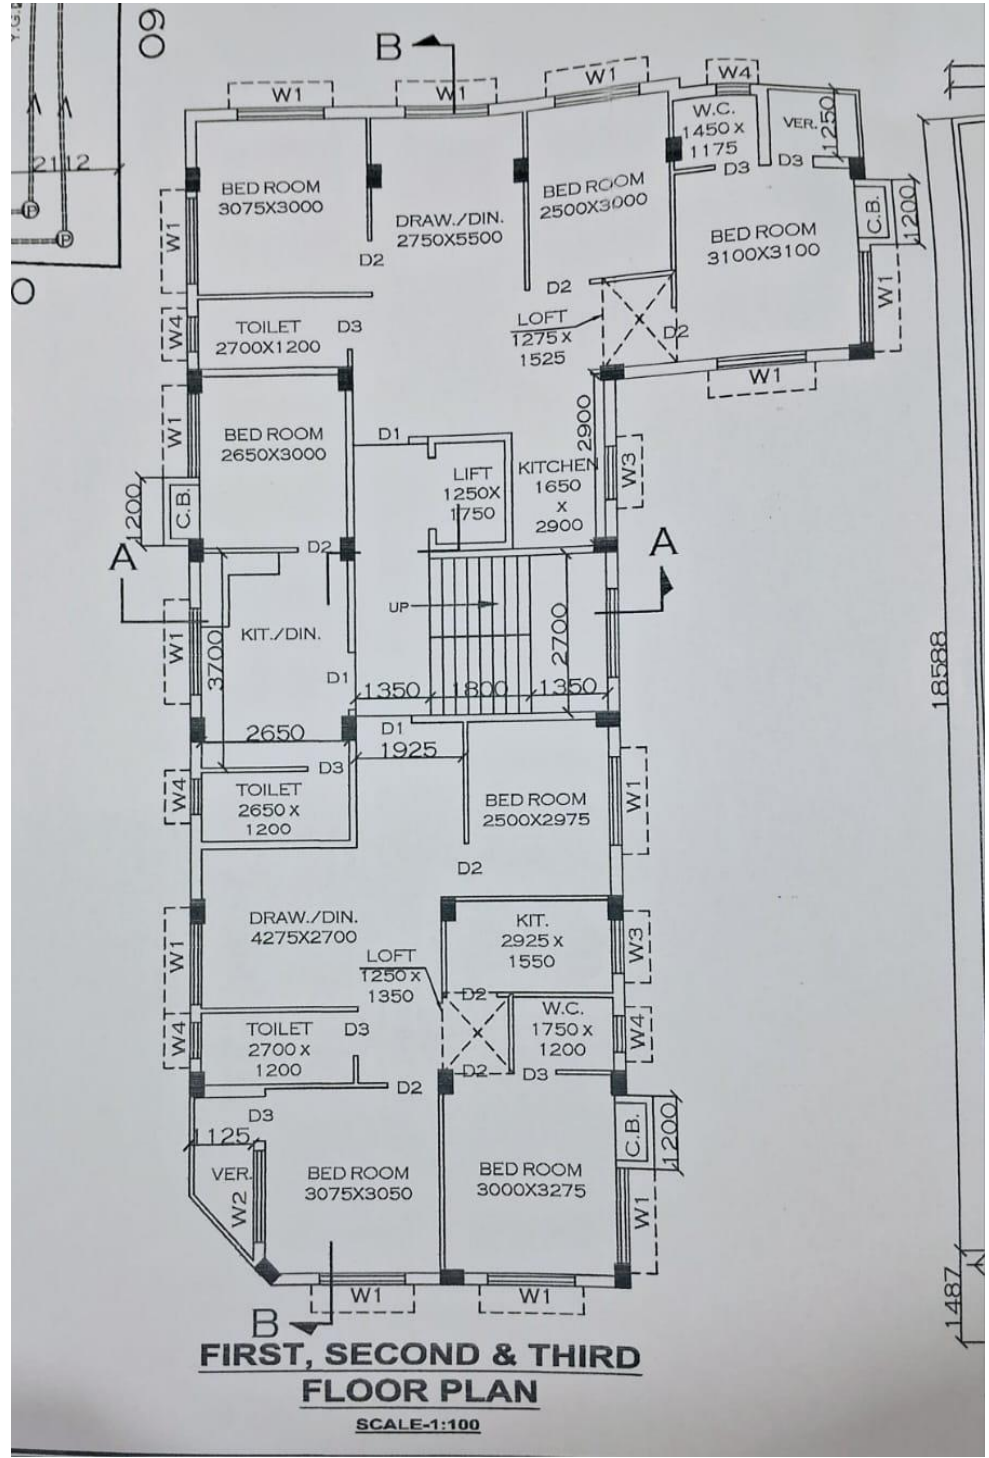 Y.G.
09
2112
P
P
O
B
W1
W1
W1
W4
W.C.
1450 x
1175
VER.
1250
D3
D3
BED ROOM
3075X3000
DRAW./DIN.
2750X5500
BED ROOM
2500X3000
BED ROOM
3100X3100
C.B.
1200
W1
D2
D2
W1
LOFT
1275 x
1525
D2
W4
TOILET
2700X1200
D3
W1
W1
BED ROOM
2650X3000
D1
2900
LIFT
1250X
1750
KITCHEN
1650
x
2900
W3
C.B.
1200
D2
A
A
KIT./DIN.
UP
W1
3700
2700
D1
1350
1800
1350
2650
D1
1925
D3
W4
TOILET
2650 x
1200
BED ROOM
2500X2975
W1
D2
DRAW./DIN.
4275X2700
W1
LOFT
1250 x
1350
KIT.
2925 x
1550
W3
D2
W4
TOILET
2700 x
1200
D3
W.C.
1750 x
1200
W4
D2
D2
D3
D3
1125
VER.
W2
BED ROOM
3075X3050
BED ROOM
3000X3275
C.B.
1200
W1
W1
W1
B
18588
1487
FIRST, SECOND & THIRD
FLOOR PLAN
SCALE-1:100